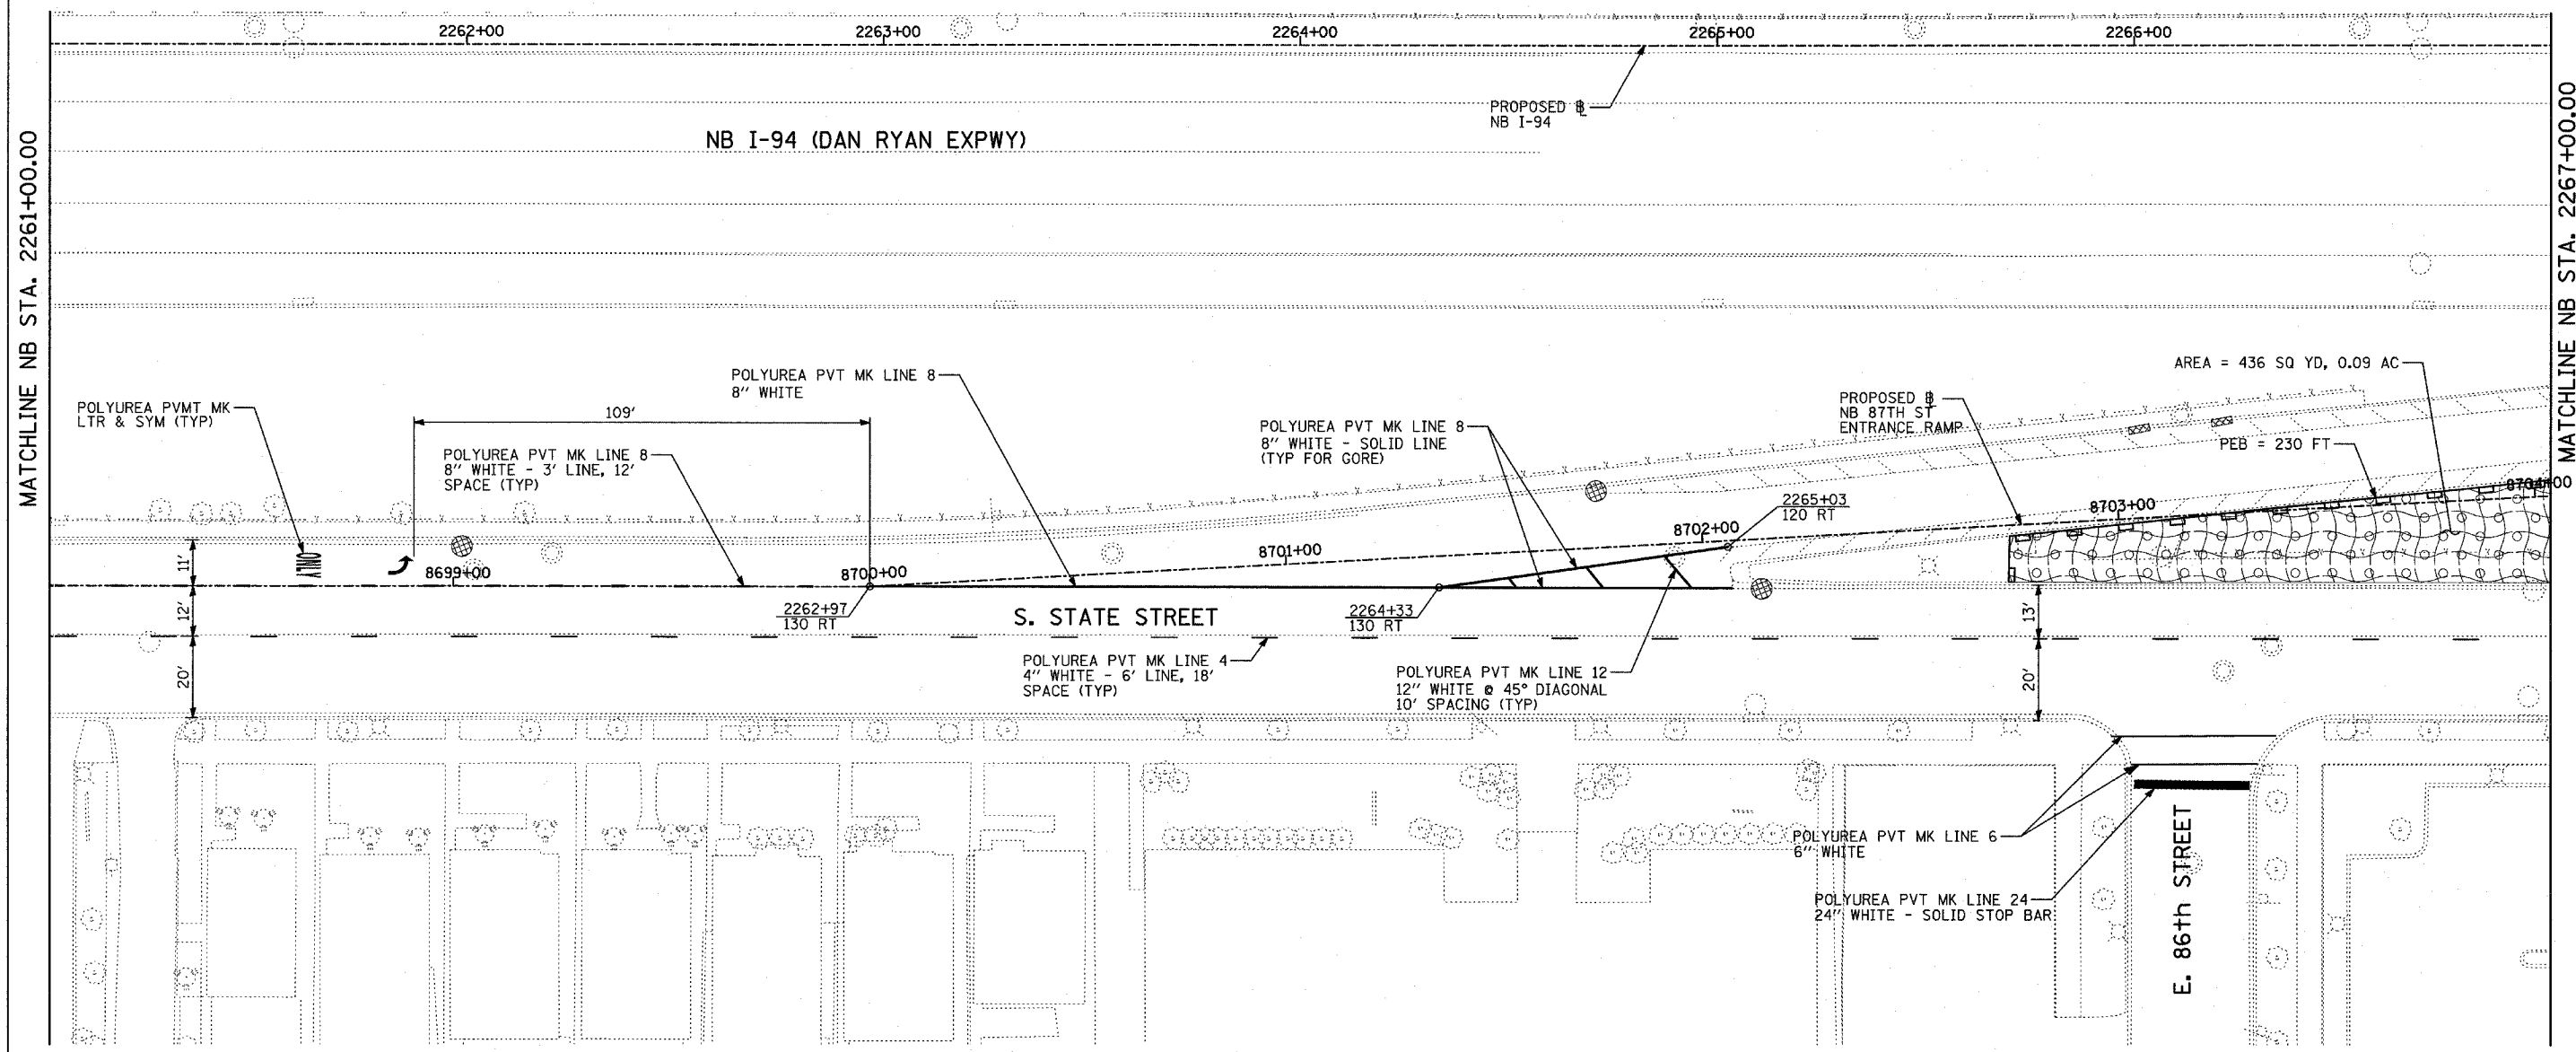 2262+00
2263+00
2264+00
2265+00
2266+00
MATCHLINE NB STA. 2261+00.00
MATCHLINE NB STA. 2267+00.00
PROPOSED
NB I-94
NB I-94 (DAN RYAN EXPWY)
POLYUREA PVMT MK
LTR & SYM (TYP)
109'
POLYUREA PVT MK LINE 8
8" WHITE
POLYUREA PVT MK LINE 8
8" WHITE - 3' LINE, 12'
SPACE (TYP)
POLYUREA PVT MK LINE 8
8" WHITE - SOLID LINE
(TYP FOR GORE)
PROPOSED
NB 87TH ST
ENTRANCE RAMP
AREA = 436 SQ YD, 0.09 AC
PEB = 230 FT
ONLY
8699+00
8700+00
8701+00
8702+00
8703+00
8704+00
2265+03
120 RT
2262+97
130 RT
2264+33
130 RT
11'
12'
20'
13'
20'
S. STATE STREET
POLYUREA PVT MK LINE 4
4" WHITE - 6' LINE, 18'
SPACE (TYP)
POLYUREA PVT MK LINE 12
12" WHITE @ 45° DIAGONAL
10' SPACING (TYP)
POLYUREA PVT MK LINE 6
6" WHITE
POLYUREA PVT MK LINE 24
24" WHITE - SOLID STOP BAR
E. 86th STREET